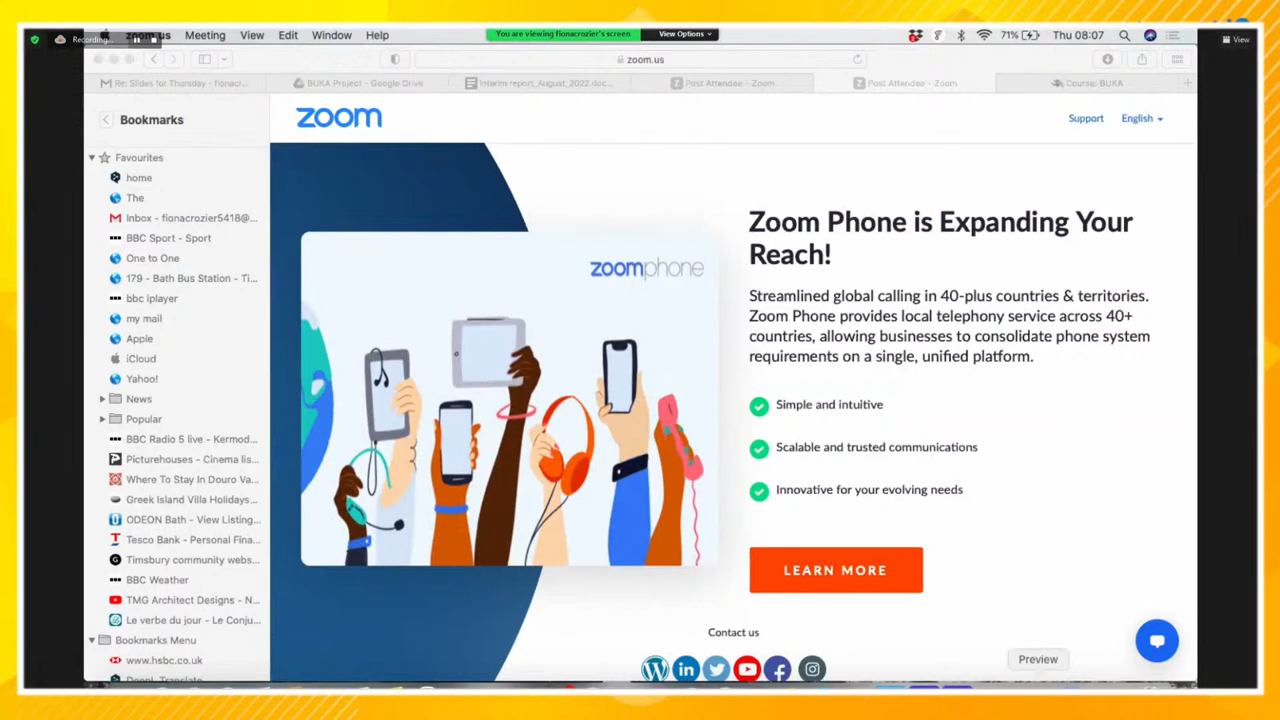 Recording...
zoom.us
Meeting
View
Edit
Window
Help
You are viewing fionacrozier's screen
View Options
71%
Thu 08:07
View
zoom.us
Re: Slides for Thursday - fionacr...
BUKA Project - Google Drive
Interim report_August_2022.doc...
Post Attendee - Zoom
Post Attendee - Zoom
Course: BUKA
Bookmarks
Favourites
home
The
Inbox - fionacrozier5418@...
BBC Sport - Sport
One to One
179 - Bath Bus Station - Ti...
bbc iplayer
my mail
Apple
iCloud
Yahoo!
News
Popular
BBC Radio 5 live - Kermod...
Picturehouses - Cinema lis...
Where To Stay In Douro Va...
Greek Island Villa Holidays...
ODEON Bath - View Listing...
Tesco Bank - Personal Fina...
Timsbury community webs...
BBC Weather
TMG Architect Designs - N...
Le verbe du jour - Le Conju...
Bookmarks Menu
www.hsbc.co.uk
DeepL Translate
zoom
Support
English
zoomphone
Zoom Phone is Expanding Your
Reach!
Streamlined global calling in 40-plus countries & territories.
Zoom Phone provides local telephony service across 40+
countries, allowing businesses to consolidate phone system
requirements on a single, unified platform.
Simple and intuitive
Scalable and trusted communications
Innovative for your evolving needs
LEARN MORE
Contact us
Preview